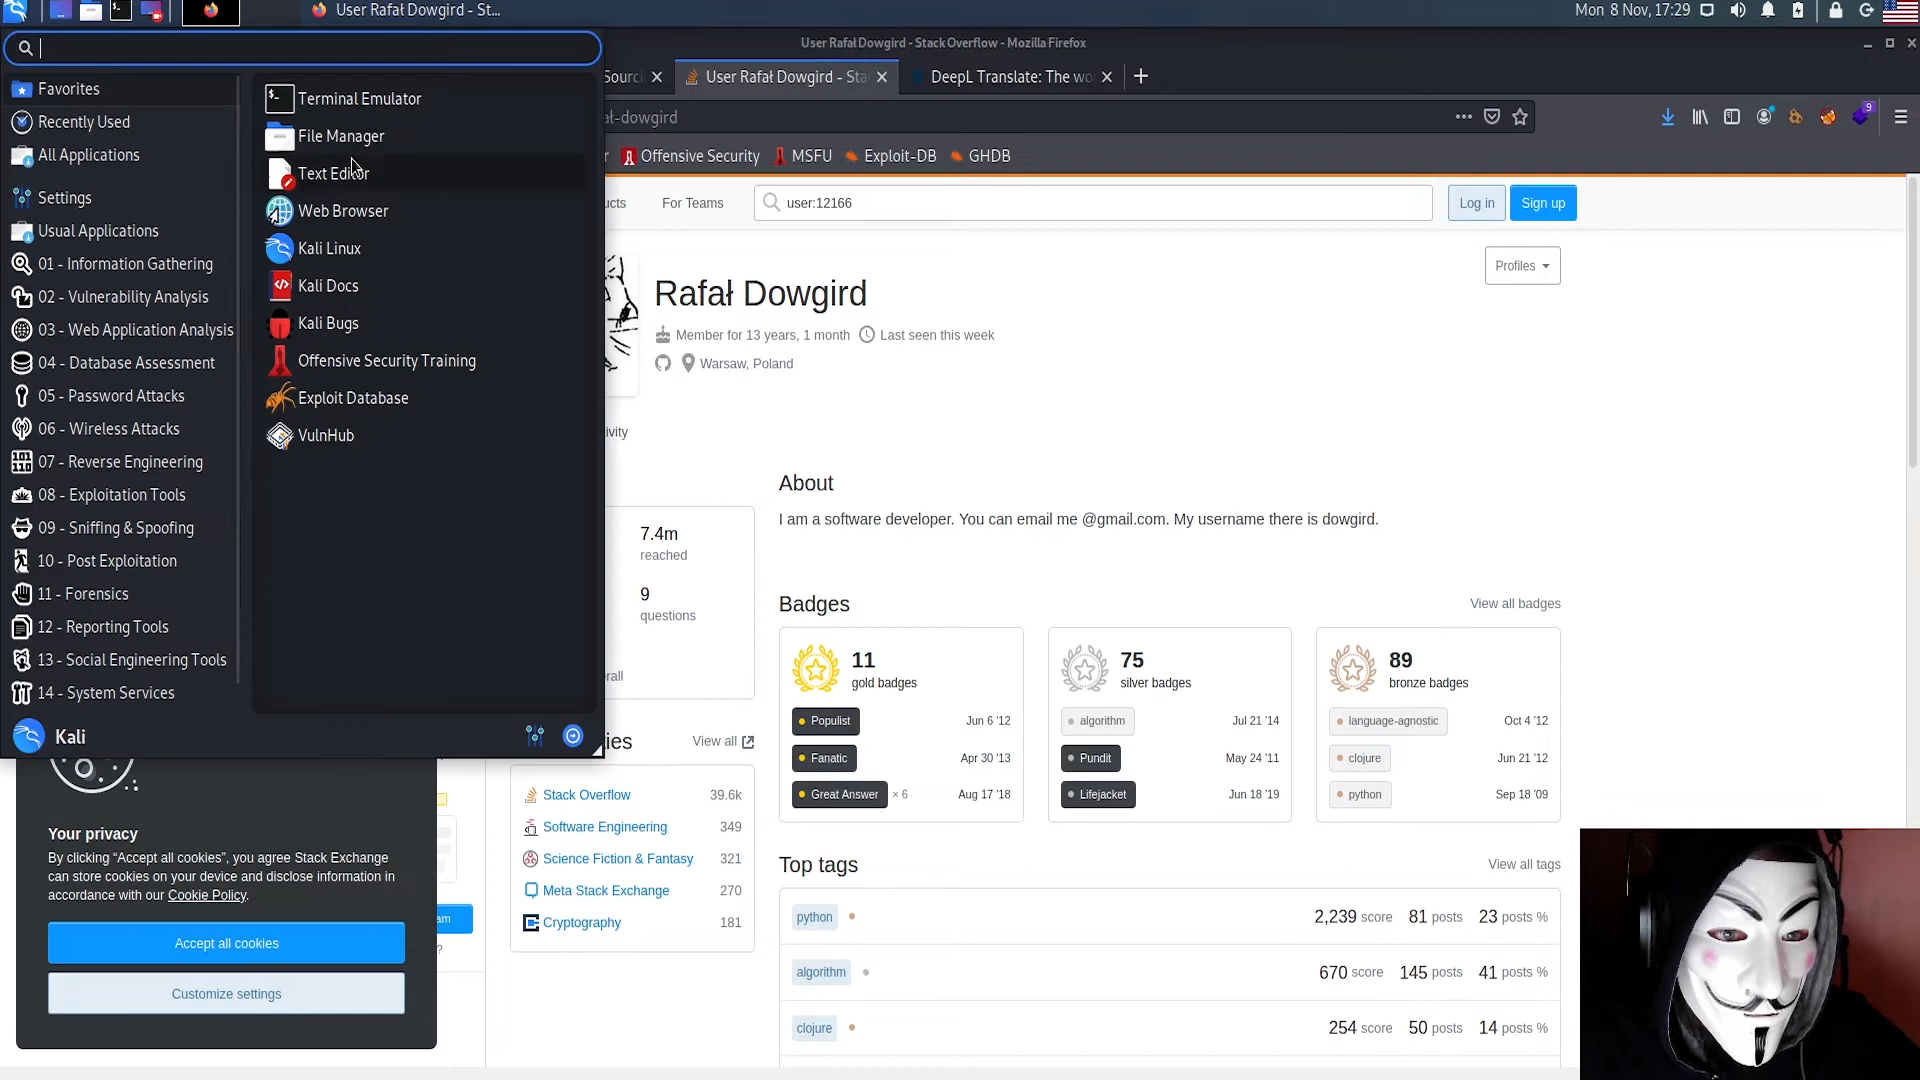 User Rafał Dowgird - St...
Mon 8 Nov, 17:29
User Rafał Dowgird - Stack Overflow - Mozilla Firefox
User Rafał Dowgird - Sta
DeepL Translate: The wo
ał-dowgird
9
Offensive Security
MSFU
Exploit-DB
GHDB
Favorites
Recently Used
All Applications
Settings
Usual Applications
01 - Information Gathering
02 - Vulnerability Analysis
03 - Web Application Analysis
04 - Database Assessment
05 - Password Attacks
06 - Wireless Attacks
07 - Reverse Engineering
08 - Exploitation Tools
09 - Sniffing & Spoofing
10 - Post Exploitation
11 - Forensics
12 - Reporting Tools
13 - Social Engineering Tools
14 - System Services
Kali
Terminal Emulator
File Manager
Text Editor
Web Browser
Kali Linux
Kali Docs
Kali Bugs
Offensive Security Training
Exploit Database
VulnHub
ucts
For Teams
user:12166
Log in
Sign up
Rafał Dowgird
Profiles
Member for 13 years, 1 month
Last seen this week
Warsaw, Poland
ivity
7.4m
reached
9
questions
rall
About
I am a software developer. You can email me @gmail.com. My username there is dowgird.
Badges
View all badges
11
gold badges
Populist Jun 6 '12
Fanatic Apr 30 '13
Great Answer × 6 Aug 17 '18
75
silver badges
algorithm Jul 21 '14
Pundit May 24 '11
Lifejacket Jun 18 '19
89
bronze badges
language-agnostic Oct 4 '12
clojure Jun 21 '12
python Sep 18 '09
ies
View all
Stack Overflow 39.6k
Software Engineering 349
Science Fiction & Fantasy 321
Meta Stack Exchange 270
Cryptography 181
Top tags
View all tags
python 2,239 score 81 posts 23 posts %
algorithm 670 score 145 posts 41 posts %
clojure 254 score 50 posts 14 posts %
Your privacy
By clicking “Accept all cookies”, you agree Stack Exchange
can store cookies on your device and disclose information in
accordance with our Cookie Policy.
Accept all cookies
Customize settings
am
?